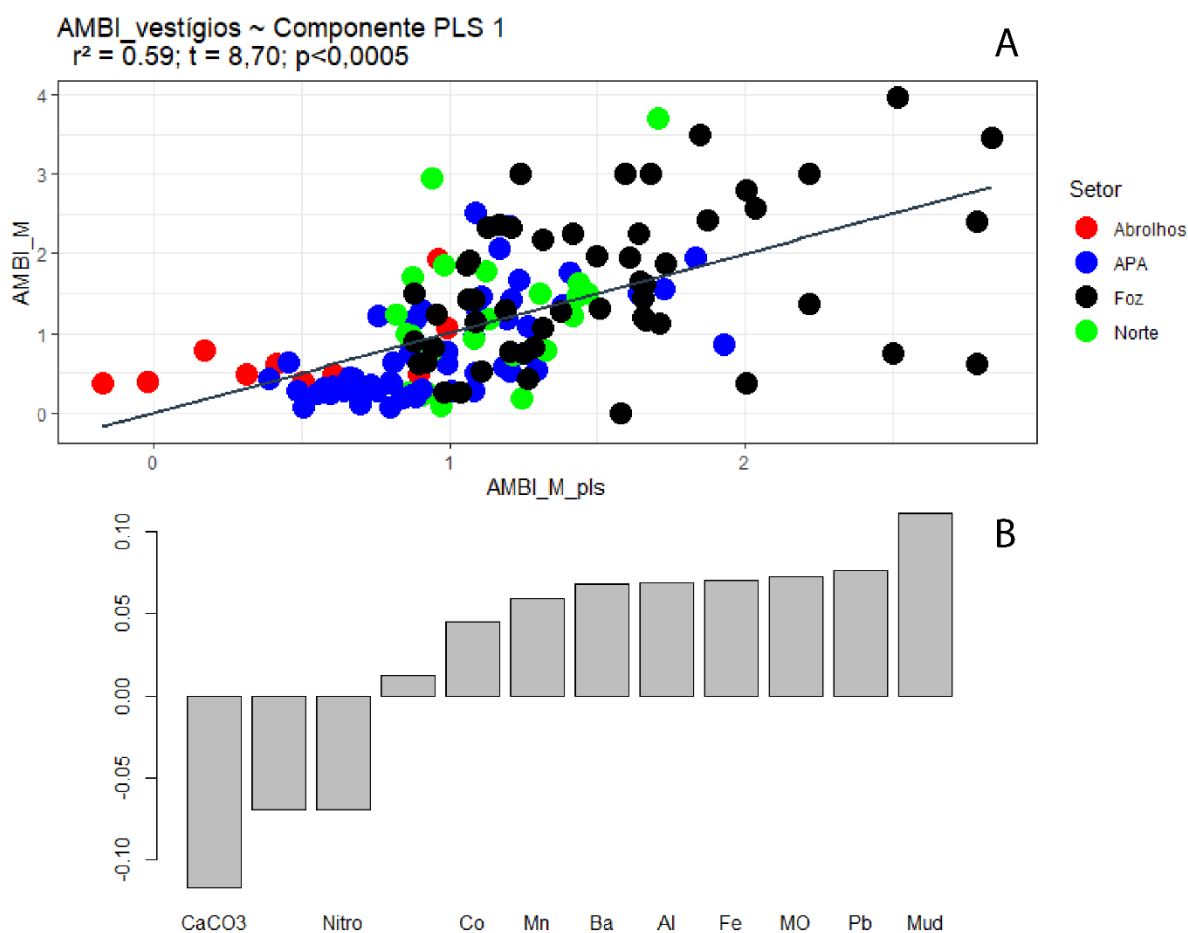 AMBI_vestígios ~ Componente PLS 1
r² = 0.59; t = 8,70; p<0,0005
A
4
3
2
1
0
AMBI_M
0 1 2
AMBI_M_pls
Setor
Abrolhos
APA
Foz
Norte
B
0.10
0.05
0.00
-0.05
-0.10
CaCO3 Nitro Co Mn Ba Al Fe MO Pb Mud